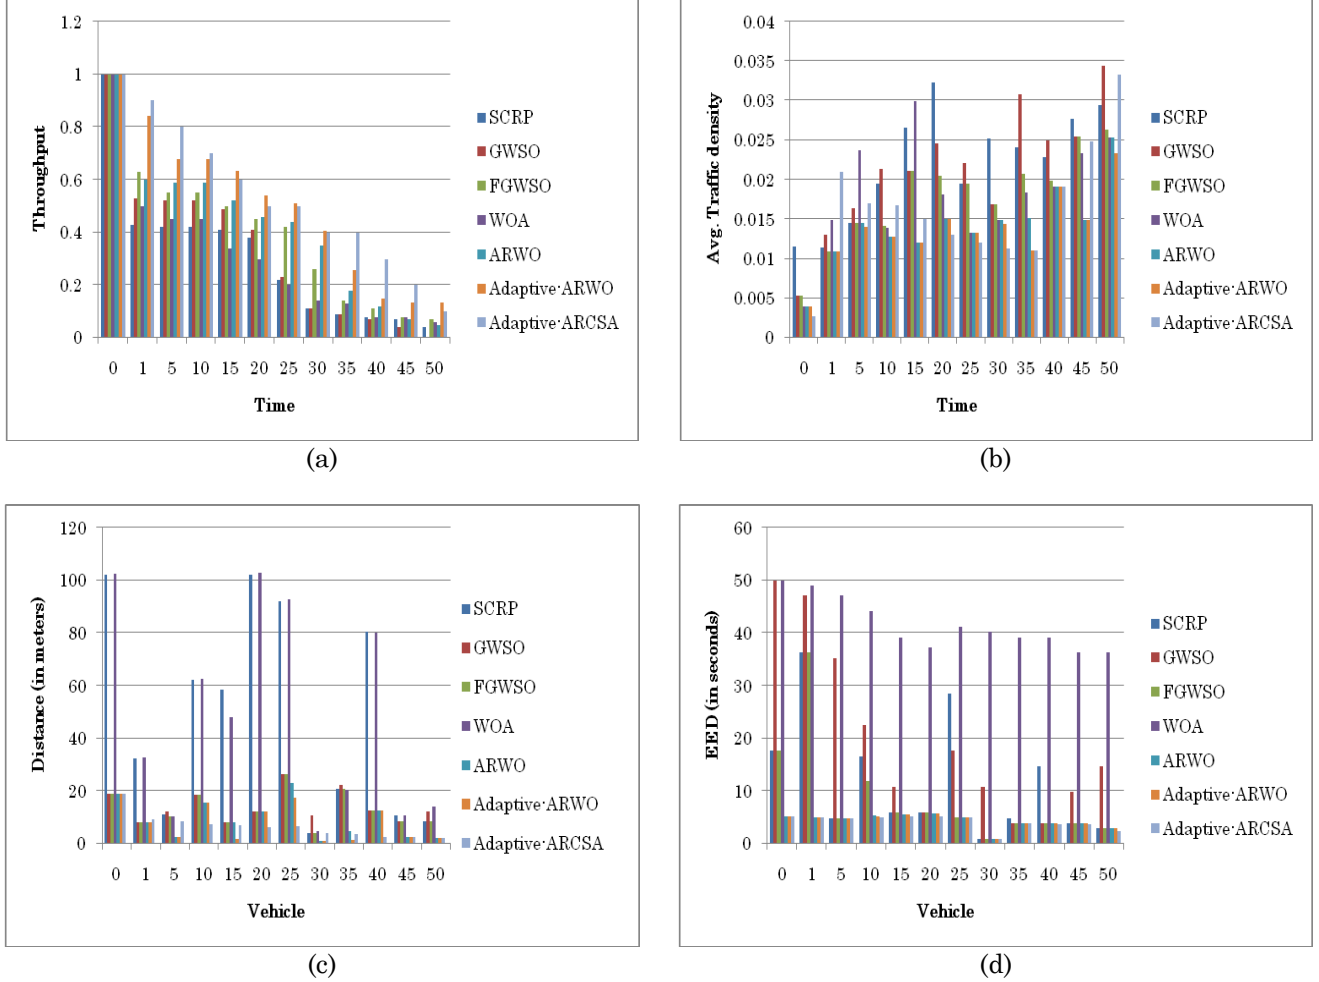 1.2
1
0.8
0.6
0.4
0.2
0
Throughput
0 1 5 10 15 20 25 30 35 40 45 50
Time
SCRP
GWSO
FGWSO
WOA
ARWO
Adaptive·ARWO
Adaptive·ARCSA
(a)
0.04
0.035
0.03
0.025
0.02
0.015
0.01
0.005
0
Avg. Traffic density
0 1 5 10 15 20 25 30 35 40 45 50
Time
SCRP
GWSO
FGWSO
WOA
ARWO
Adaptive·ARWO
Adaptive·ARCSA
(b)
120
100
80
60
40
20
0
Distance (in meters)
0 1 5 10 15 20 25 30 35 40 45 50
Vehicle
SCRP
GWSO
FGWSO
WOA
ARWO
Adaptive·ARWO
Adaptive·ARCSA
(c)
60
50
40
30
20
10
0
EED (in seconds)
0 1 5 10 15 20 25 30 35 40 45 50
Vehicle
SCRP
GWSO
FGWSO
WOA
ARWO
Adaptive·ARWO
Adaptive·ARCSA
(d)